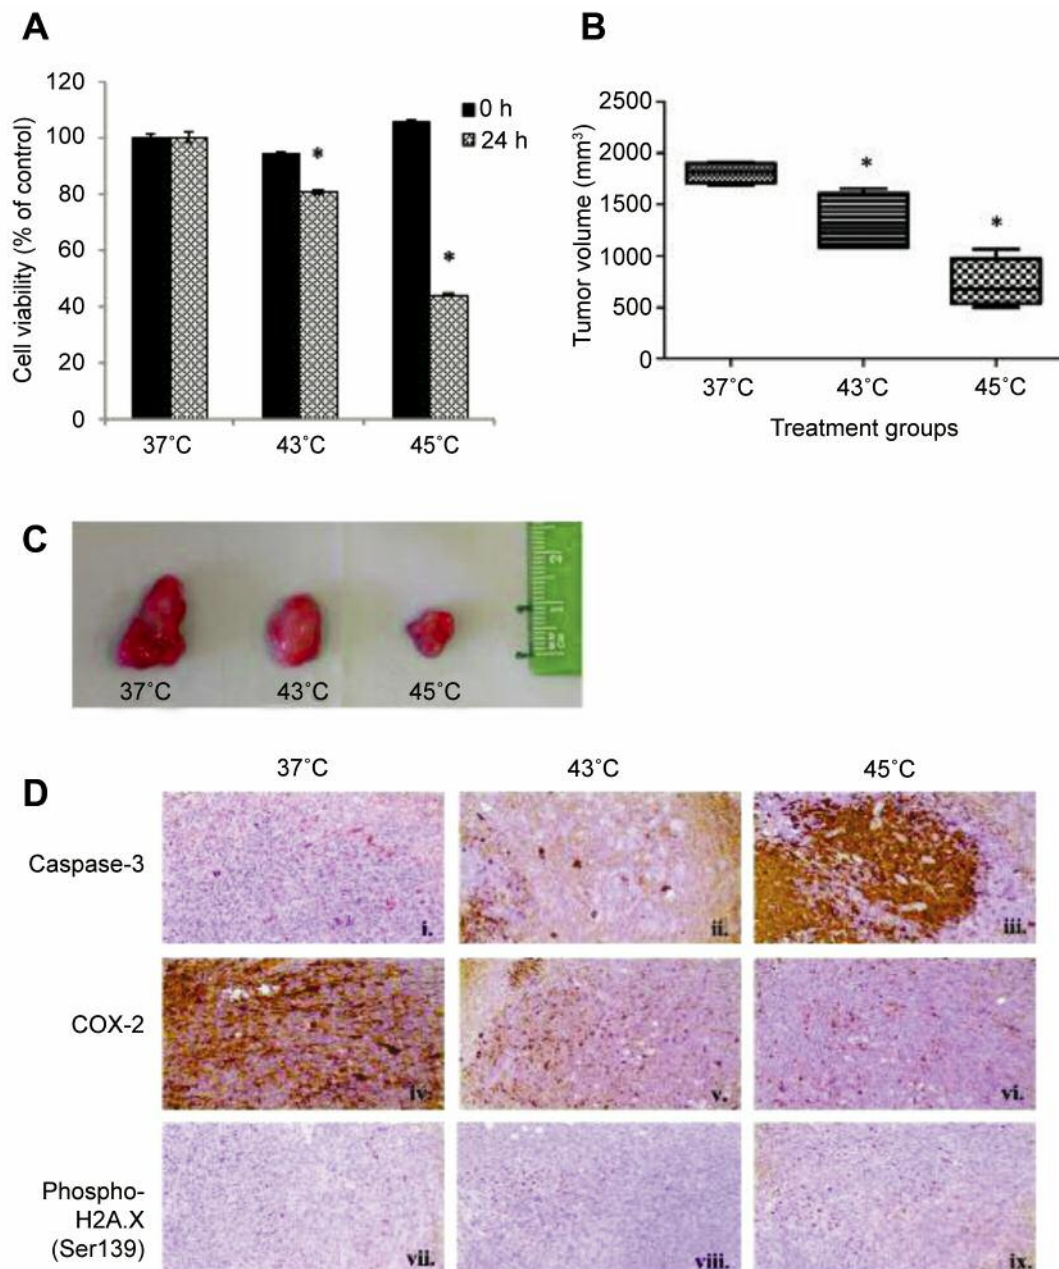 A
120
100
80
60
40
20
0
Cell viability (% of control)
0 h
24 h
*
*
37˚C
43˚C
45˚C
B
2500
2000
1500
1000
500
0
Tumor volume (mm³)
*
*
37˚C
43˚C
45˚C
Treatment groups
C
37˚C
43˚C
45˚C
2
1
D
37˚C
43˚C
45˚C
Caspase-3
i.
ii.
iii.
COX-2
iv.
v.
vi.
Phospho-
H2A.X
(Ser139)
vii.
viii.
ix.